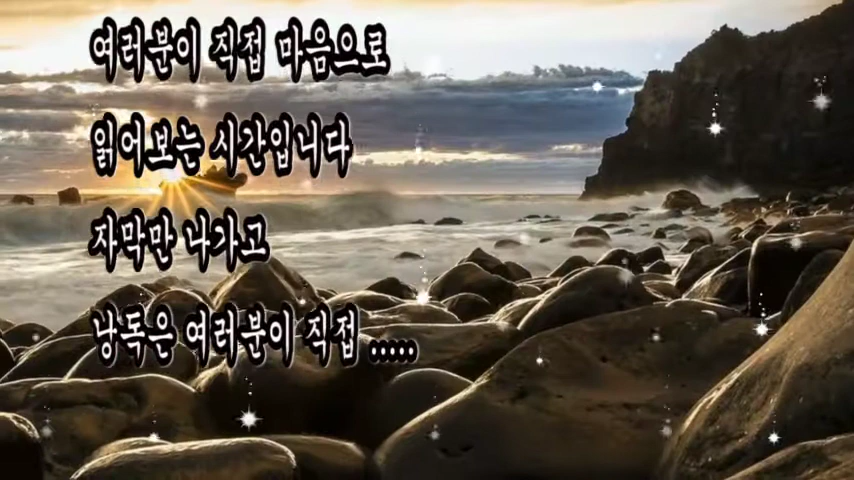 여러분이 직접 마음으로
읽어보는 시간입니다
자막만 나가고
낭독은 여러분이 직접 .....